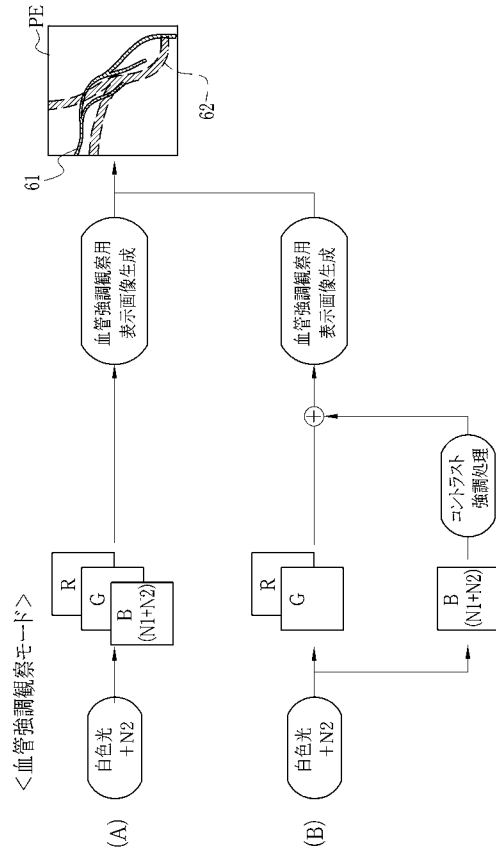 <血管強調観察モード>
(A)
白色光
+N2
R
G
B
(N1+N2)
血管強調観察用
表示画像生成
61
PE
62
(B)
白色光
+N2
R
G
B
(N1+N2)
コントラスト
強調処理
+
血管強調観察用
表示画像生成